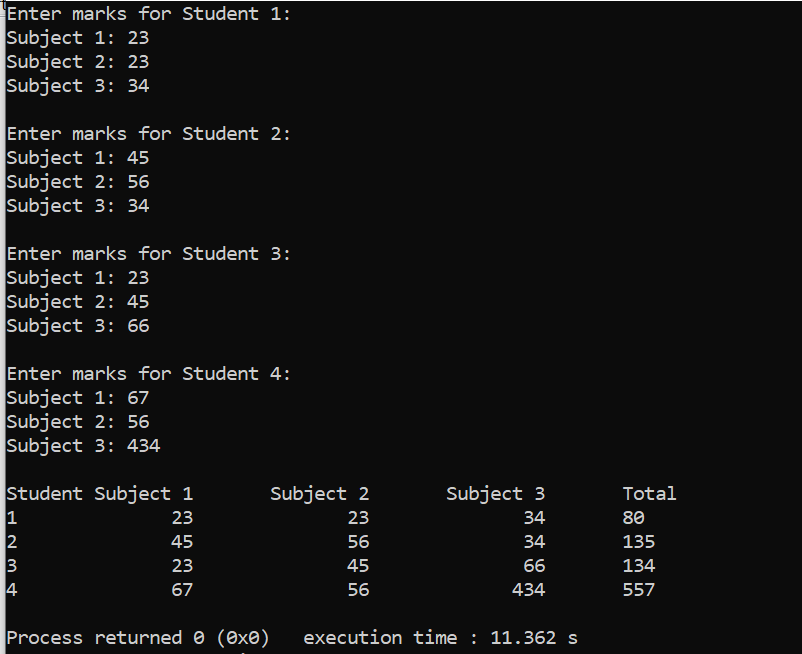 Enter marks for Student 1:
Subject 1: 23
Subject 2: 23
Subject 3: 34

Enter marks for Student 2:
Subject 1: 45
Subject 2: 56
Subject 3: 34

Enter marks for Student 3:
Subject 1: 23
Subject 2: 45
Subject 3: 66

Enter marks for Student 4:
Subject 1: 67
Subject 2: 56
Subject 3: 434

Student Subject 1       Subject 2       Subject 3       Total
1              23              23              34       80
2              45              56              34       135
3              23              45              66       134
4              67              56             434       557

Process returned 0 (0x0)   execution time : 11.362 s